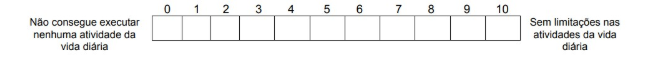 0 1 2 3 4 5 6 7 8 9 10
Não consegue executar
nenhuma atividade da
vida diária
Sem limitações nas
atividades da vida
diária